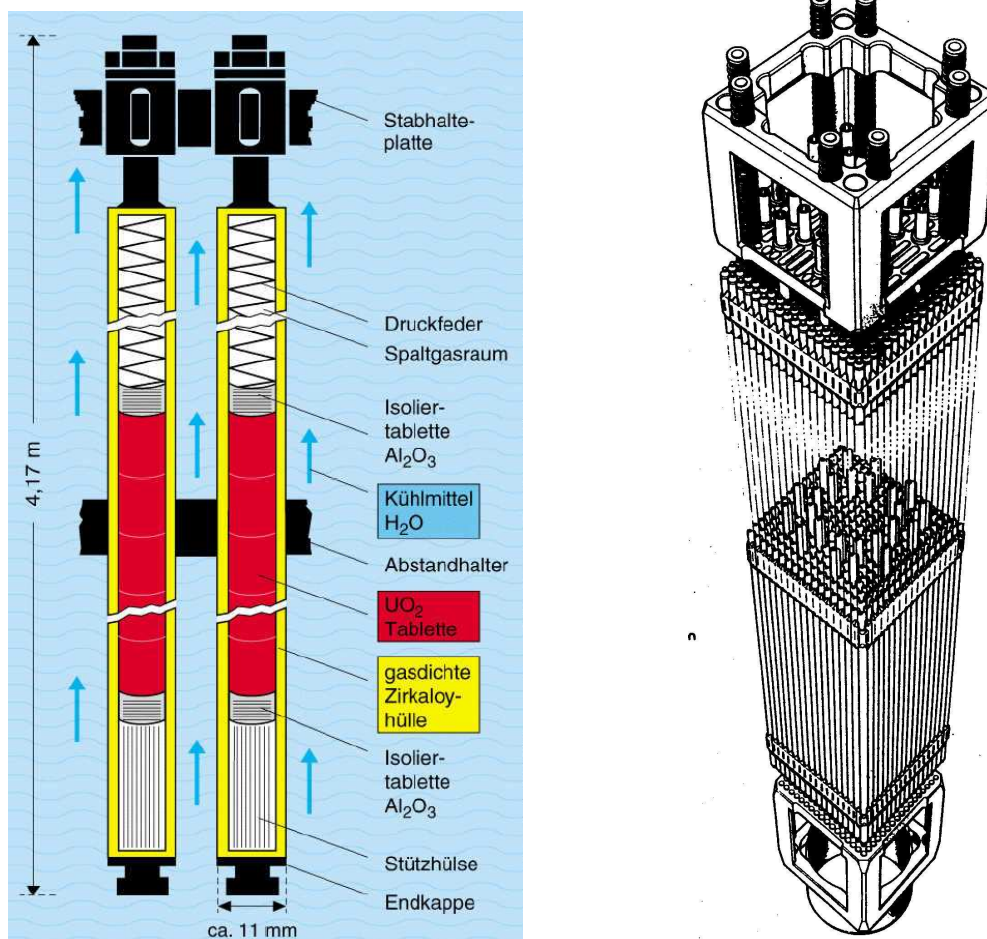 Stabhalte-
platte
Druckfeder
Spaltgasraum
Isolier-
tablette
Al₂O₃
4,17 m
Kühlmittel
H₂O
Abstandhalter
UO₂
Tablette
gasdichte
Zirkaloy-
hülle
Isolier-
tablette
Al₂O₃
Stützhülse
Endkappe
ca. 11 mm